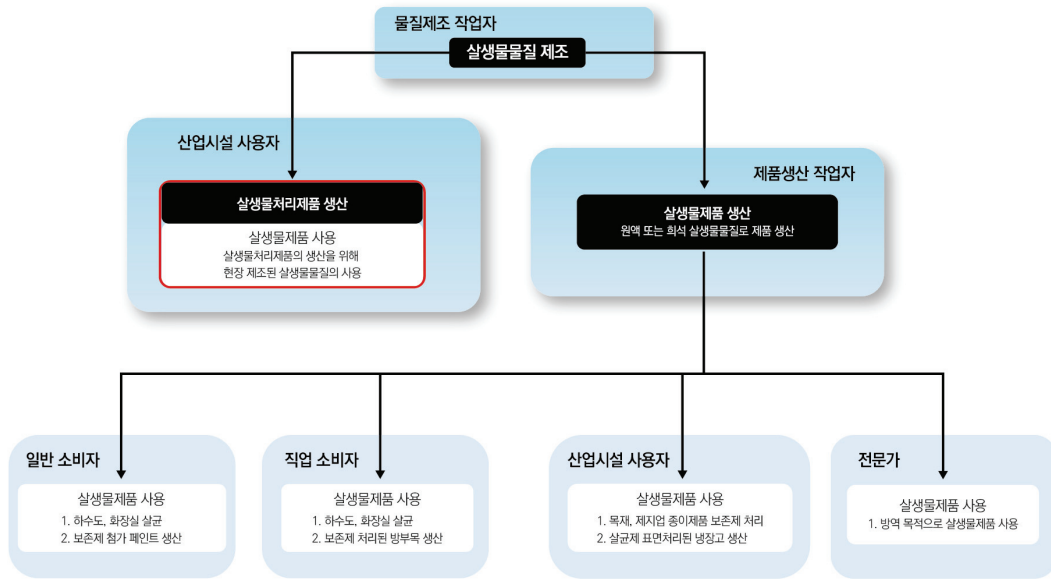 물질제조 작업자
살생물물질 제조
산업시설 사용자
살생물처리제품 생산
살생물제품 사용
살생물처리제품의 생산을 위해
현장 제조된 살생물물질의 사용
제품생산 작업자
살생물제품 생산
원액 또는 희석 살생물물질로 제품 생산
일반 소비자
살생물제품 사용
1. 하수도, 화장실 살균
2. 보존제 첨가 페인트 생산
직업 소비자
살생물제품 사용
1. 하수도, 화장실 살균
2. 보존제 처리된 방부목 생산
산업시설 사용자
살생물제품 사용
1. 목재, 제지업 종이제품 보존제 처리
2. 살균제 표면처리된 냉장고 생산
전문가
살생물제품 사용
1. 방역 목적으로 살생물제품 사용